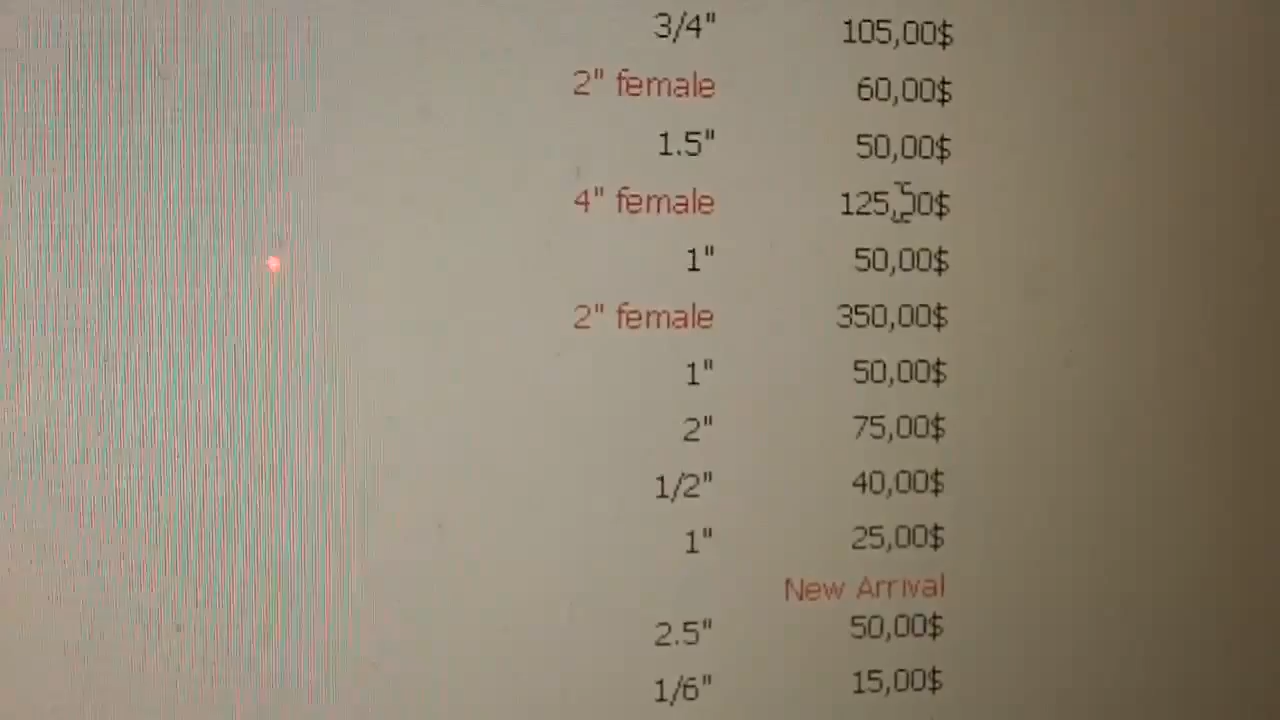 3/4" 105,00$
2" female 60,00$
1.5" 50,00$
4" female 125,00$
1" 50,00$
2" female 350,00$
1" 50,00$
2" 75,00$
1/2" 40,00$
1" 25,00$
New Arrival
2.5" 50,00$
1/6" 15,00$